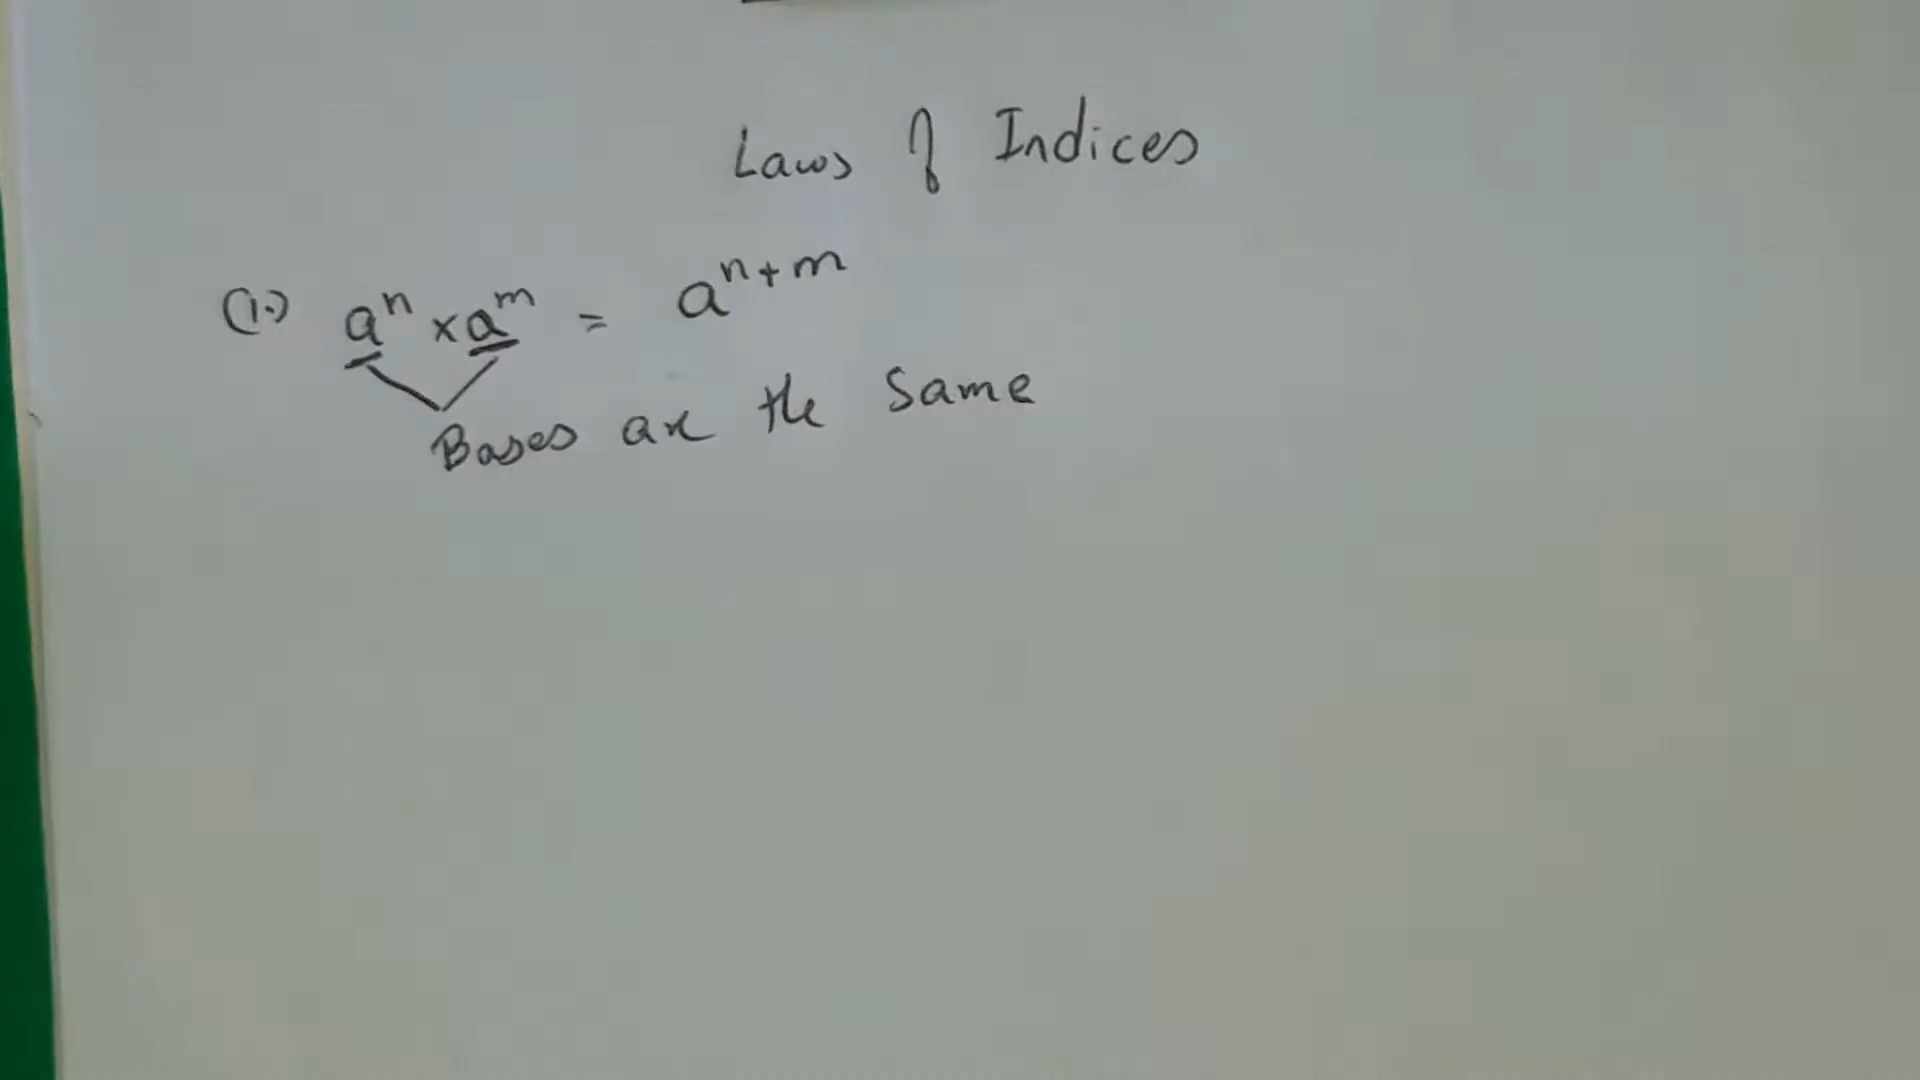 Laws of Indices
(1.) aⁿ × aᵐ = aⁿ⁺ᵐ
Bases are the Same